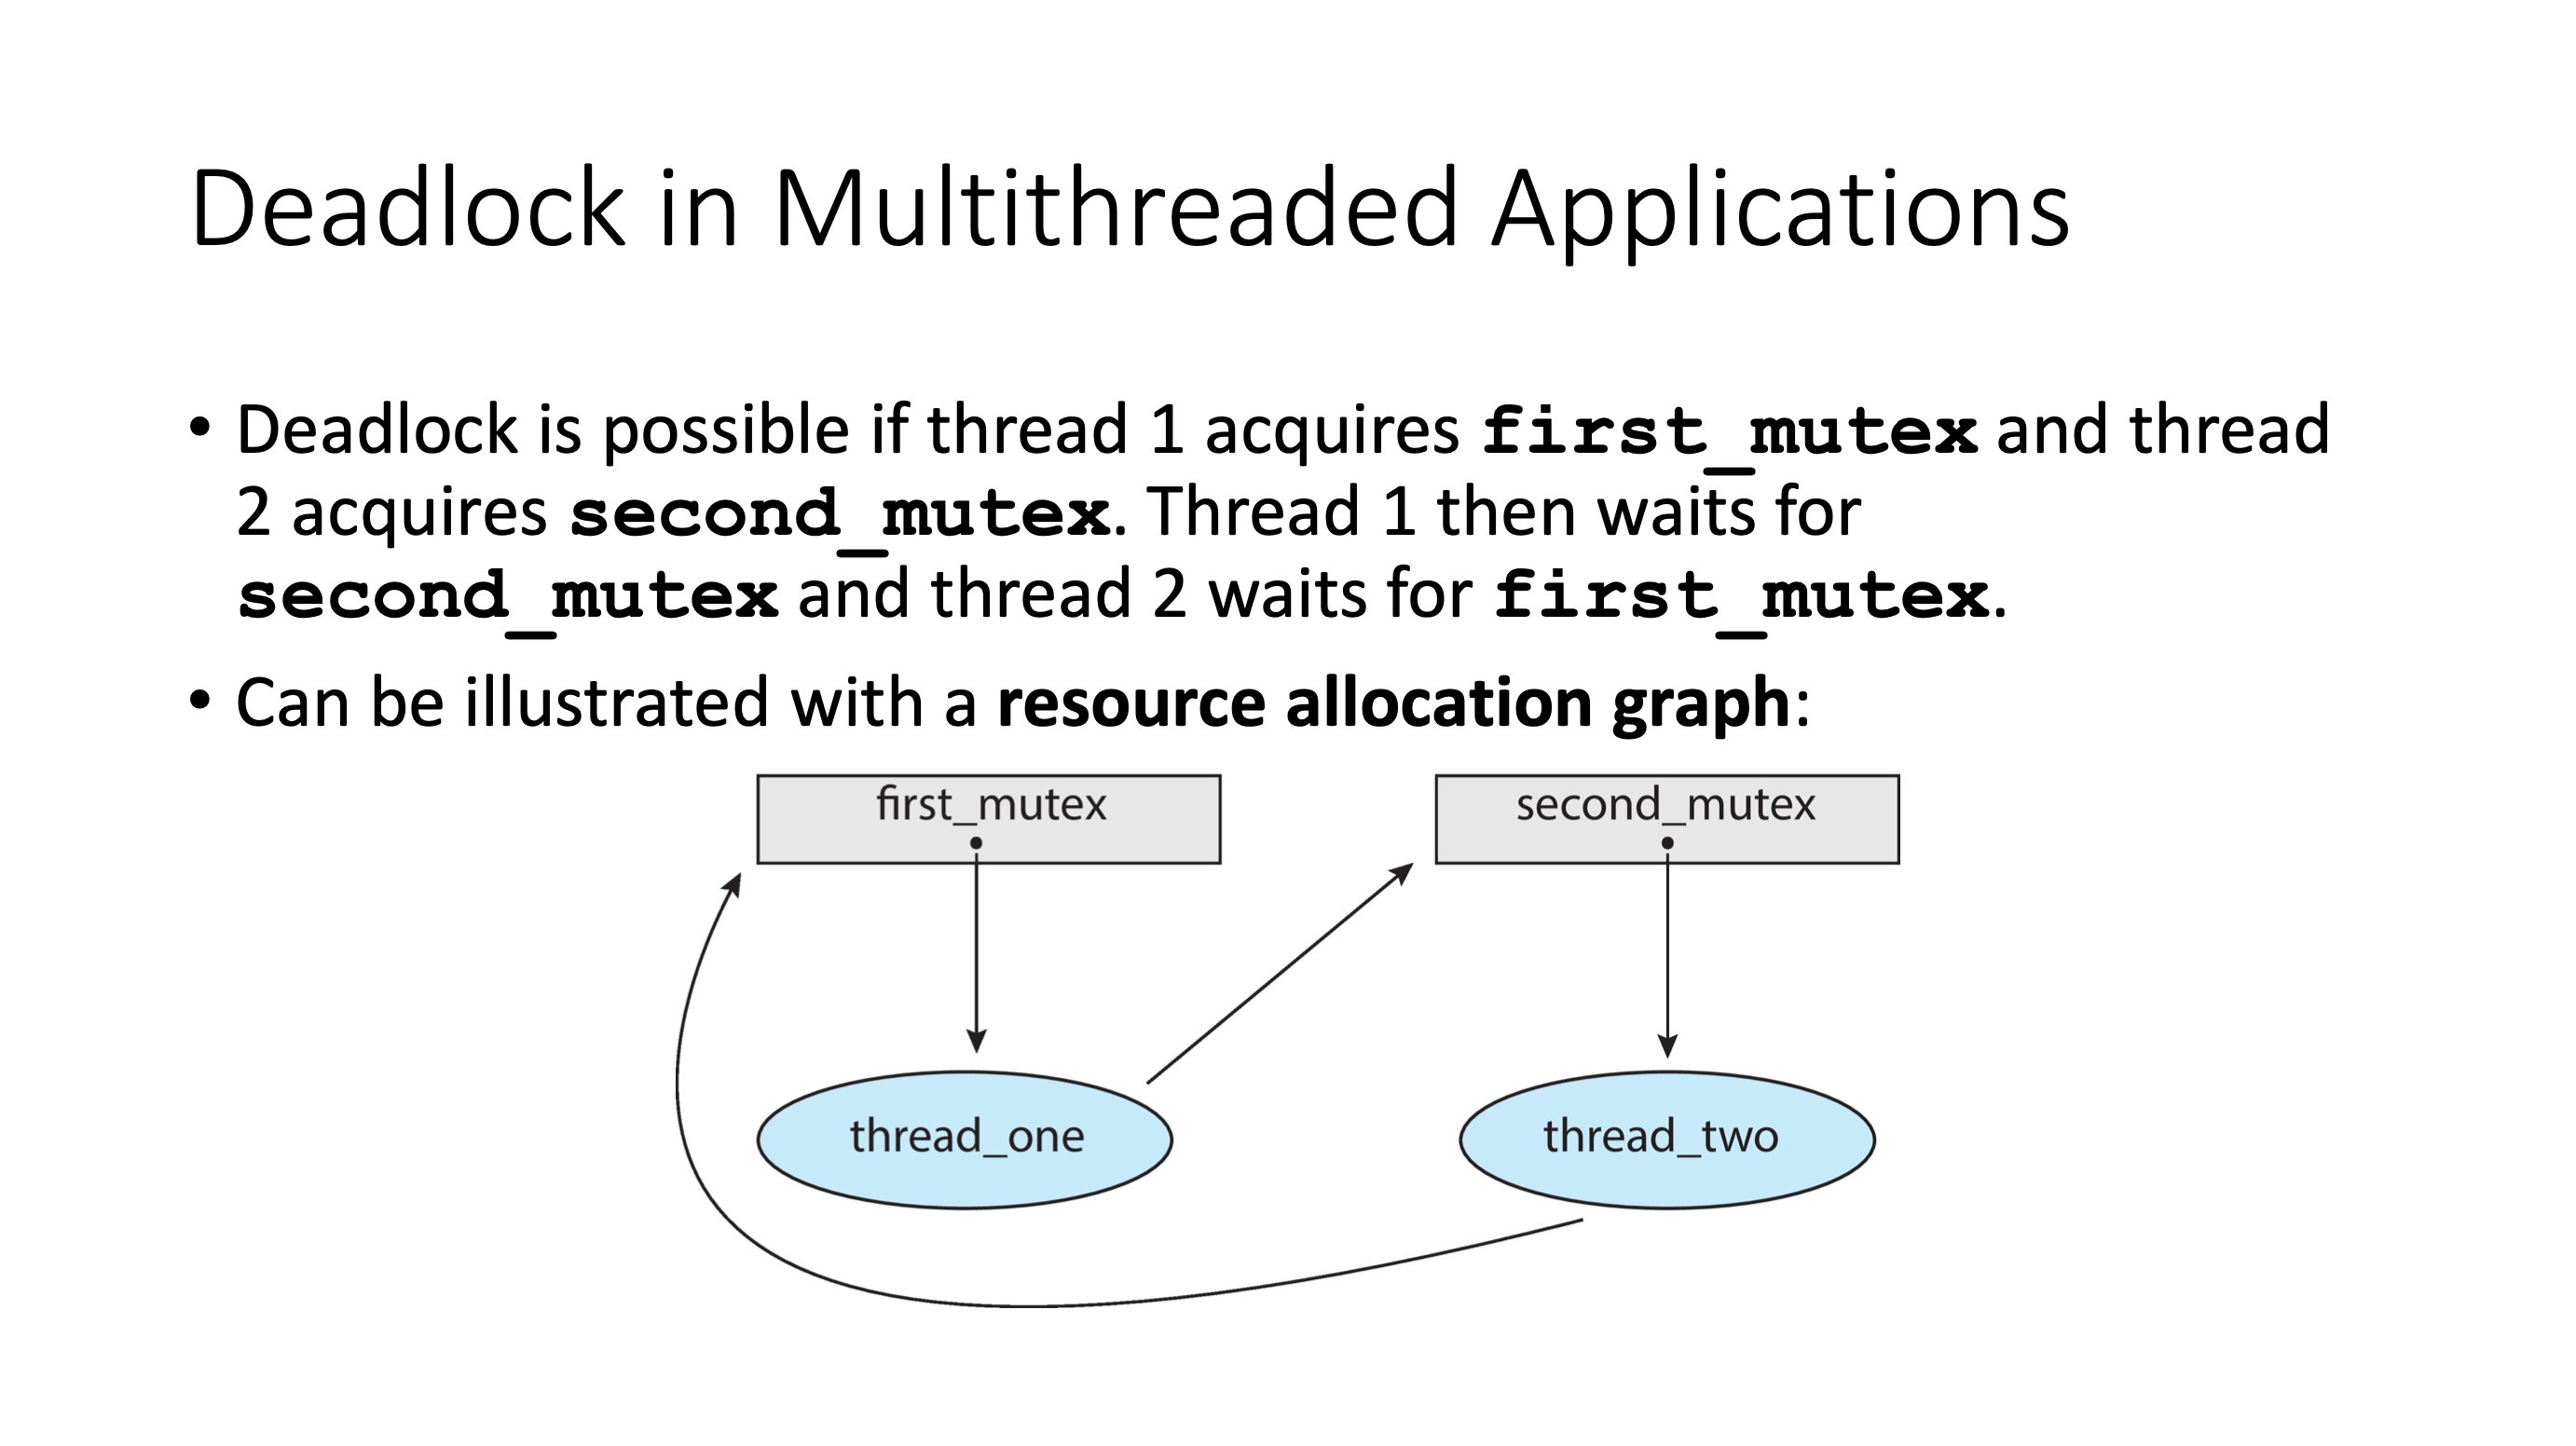 Deadlock in Multithreaded Applications
• Deadlock is possible if thread 1 acquires first_mutex and thread
2 acquires second_mutex. Thread 1 then waits for
second_mutex and thread 2 waits for first_mutex.
• Can be illustrated with a resource allocation graph:
first_mutex
second_mutex
thread_one
thread_two